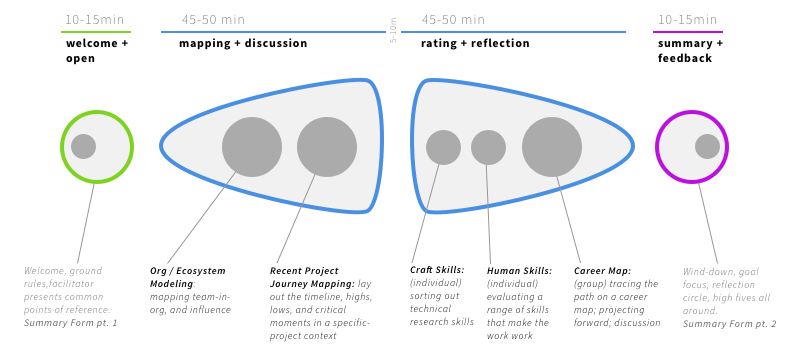 10-15min
welcome +
open
45-50 min
mapping + discussion
5-10m
45-50 min
rating + reflection
10-15min
summary +
feedback
Welcome, ground
rules,facilitator
presents common
points of reference.
Summary Form pt. 1
Org / Ecosystem
Modeling:
mapping team-in-
org, and influence
Recent Project
Journey Mapping: lay
out the timeline, highs,
lows, and critical
moments in a specific-
project context
Craft Skills:
(individual)
sorting out
technical
research skills
Human Skills:
(individual)
evaluating a
range of skills
that make the
work work
Career Map:
(group) tracing the
path on a career
map; projecting
forward; discussion
Wind-down, goal
focus, reflection
circle, high fives all
around.
Summary Form pt. 2